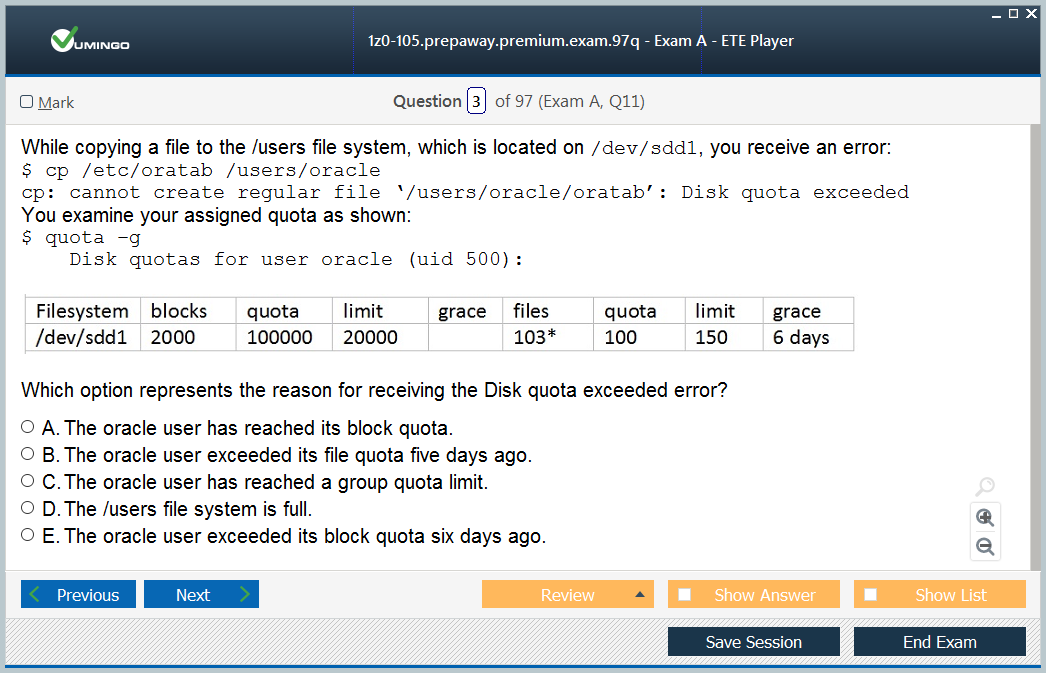 VUMINGO
1z0-105.prepaway.premium.exam.97q - Exam A - ETE Player
Mark
Question 3 of 97 (Exam A, Q11)
While copying a file to the /users file system, which is located on /dev/sdd1, you receive an error:
$ cp /etc/oratab /users/oracle
cp: cannot create regular file ‘/users/oracle/oratab’: Disk quota exceeded
You examine your assigned quota as shown:
$ quota –g
Disk quotas for user oracle (uid 500):
Filesystem blocks quota limit grace files quota limit grace
/dev/sdd1 2000 100000 20000 103* 100 150 6 days
Which option represents the reason for receiving the Disk quota exceeded error?
A. The oracle user has reached its block quota.
B. The oracle user exceeded its file quota five days ago.
C. The oracle user has reached a group quota limit.
D. The /users file system is full.
E. The oracle user exceeded its block quota six days ago.
Previous Next Review Show Answer Show List
Save Session End Exam